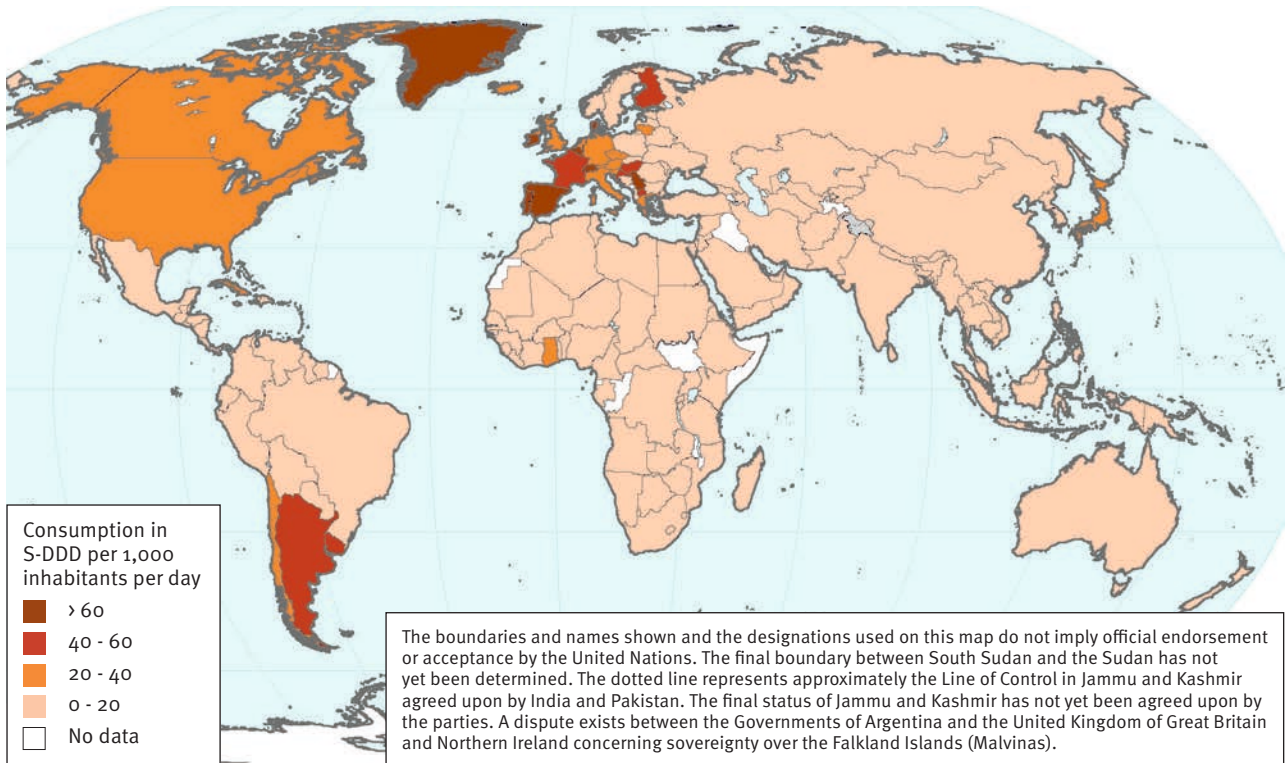 Consumption in
S-DDD per 1,000
inhabitants per day
> 60
40 - 60
20 - 40
0 - 20
No data
The boundaries and names shown and the designations used on this map do not imply official endorsement
or acceptance by the United Nations. The final boundary between South Sudan and the Sudan has not
yet been determined. The dotted line represents approximately the Line of Control in Jammu and Kashmir
agreed upon by India and Pakistan. The final status of Jammu and Kashmir has not yet been agreed upon by
the parties. A dispute exists between the Governments of Argentina and the United Kingdom of Great Britain
and Northern Ireland concerning sovereignty over the Falkland Islands (Malvinas).